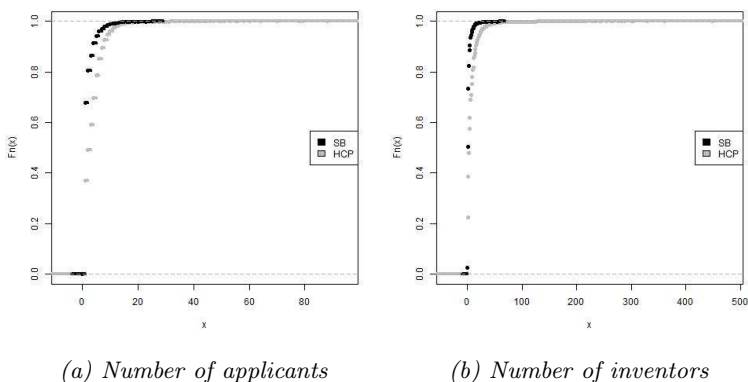 1.0
0.8
0.6
0.4
0.2
0.0
Fn(x)
SB
HCP
0 20 40 60 80
x
(a) Number of applicants
1.0
0.8
0.6
0.4
0.2
0.0
Fn(x)
SB
HCP
0 100 200 300 400 500
x
(b) Number of inventors